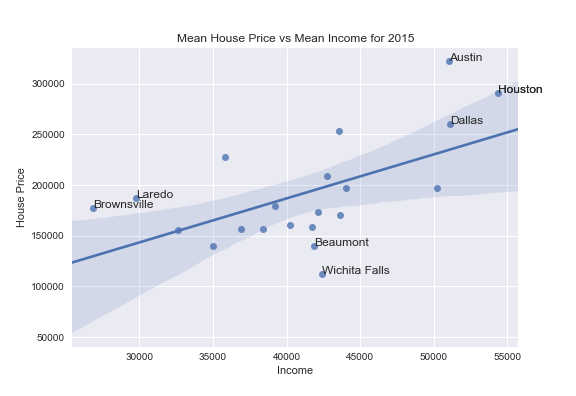 Mean House Price vs Mean Income for 2015
Austin
300000
Houston
250000
Dallas
200000
Laredo
Brownsville
House Price
150000
Beaumont
Wichita Falls
100000
50000
30000 35000 40000 45000 50000 55000
Income